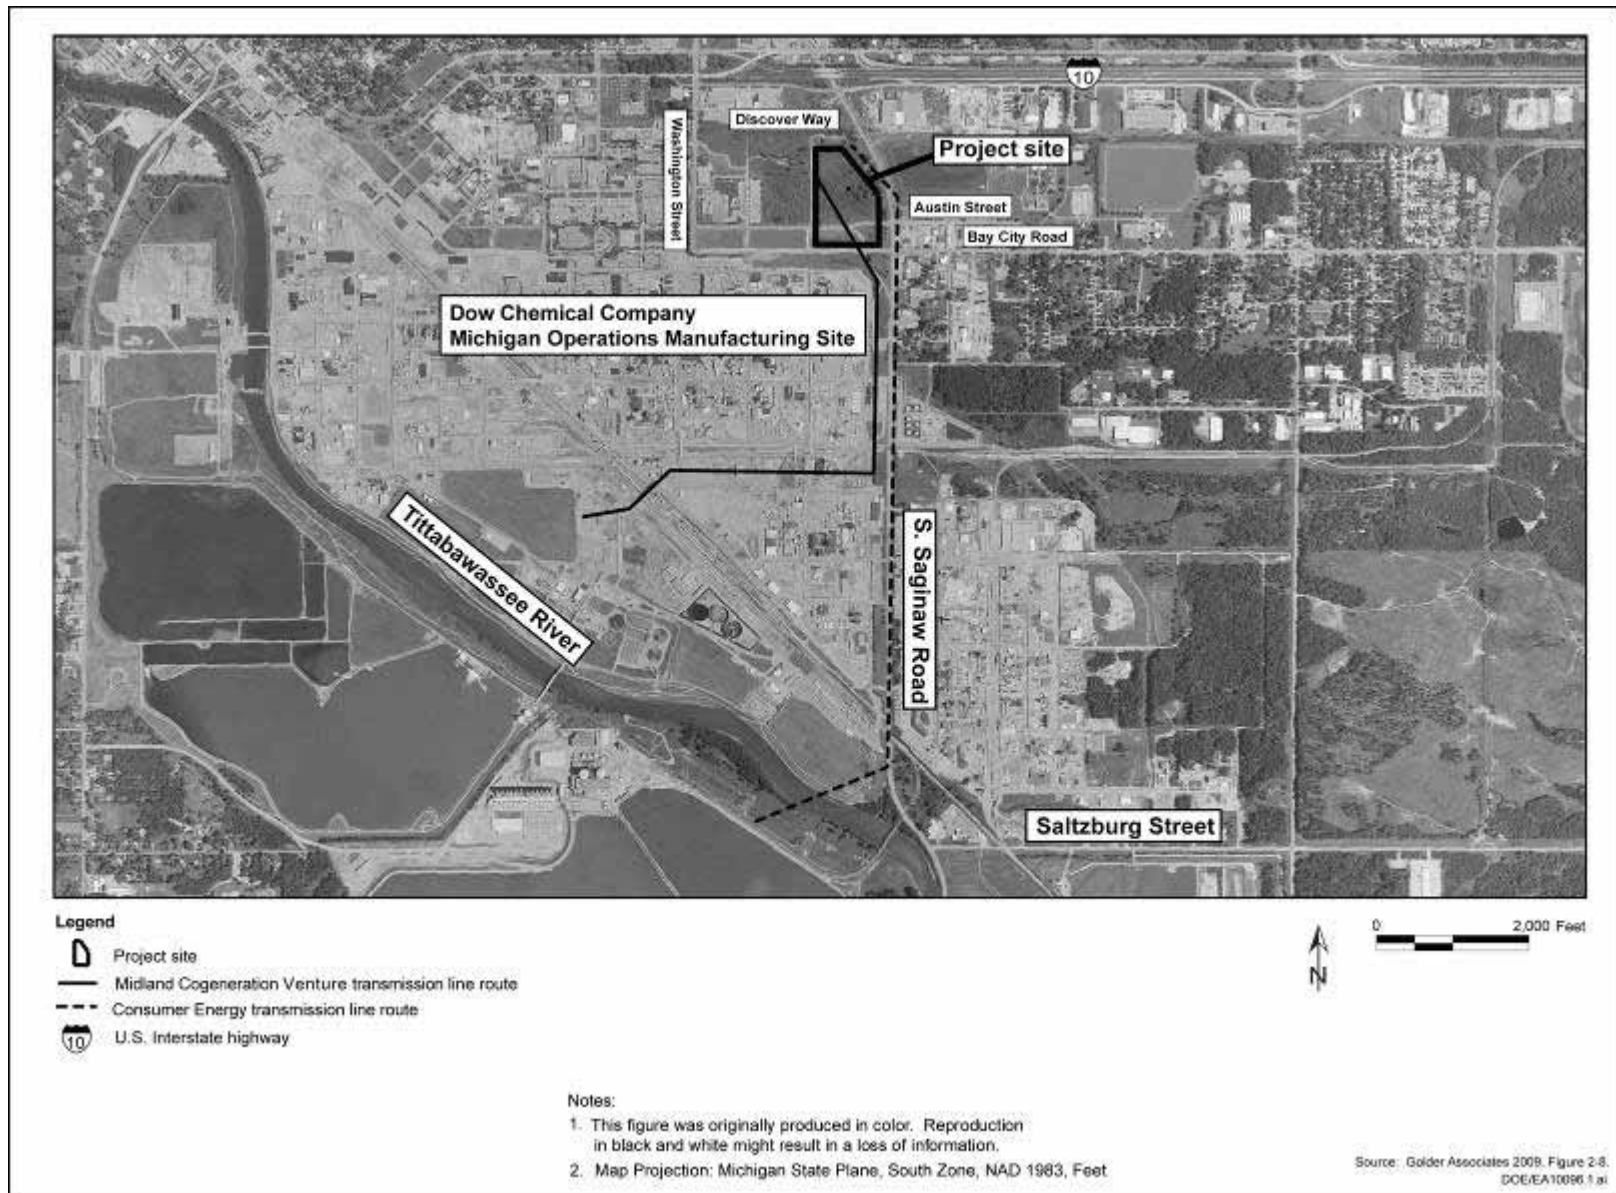 10
Discover Way
Washington Street
Project site
Austin Street
Bay City Road
Dow Chemical Company
Michigan Operations Manufacturing Site
Tittabawassee River
S. Saginaw Road
Saltzburg Street
Legend
Project site
Midland Cogeneration Venture transmission line route
Consumer Energy transmission line route
10
U.S. Interstate highway
N
0 2,000 Feet
Notes:
1. This figure was originally produced in color. Reproduction
in black and white might result in a loss of information.
2. Map Projection: Michigan State Plane, South Zone, NAD 1983, Feet
Source: Golder Associates 2009, Figure 2-8.
DOE/EA10096.1.ai